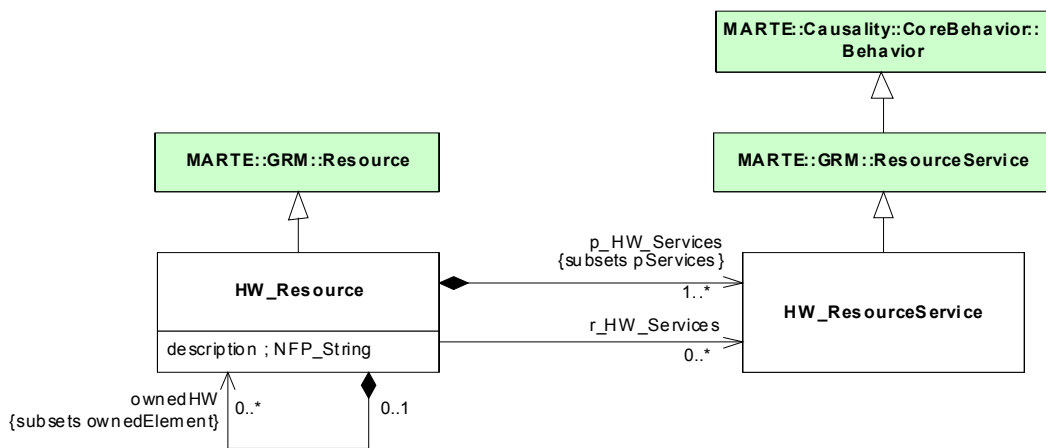 MARTE::Causality::CoreBehavior::
Behavior
MARTE::GRM::Resource
MARTE::GRM::ResourceService
p_HW_Services
{subsets pServices}
1..*
HW_Resource
HW_ResourceService
r_HW_Services
0..*
description ; NFP_String
ownedHW
{subsets ownedElement}
0..*
0..1